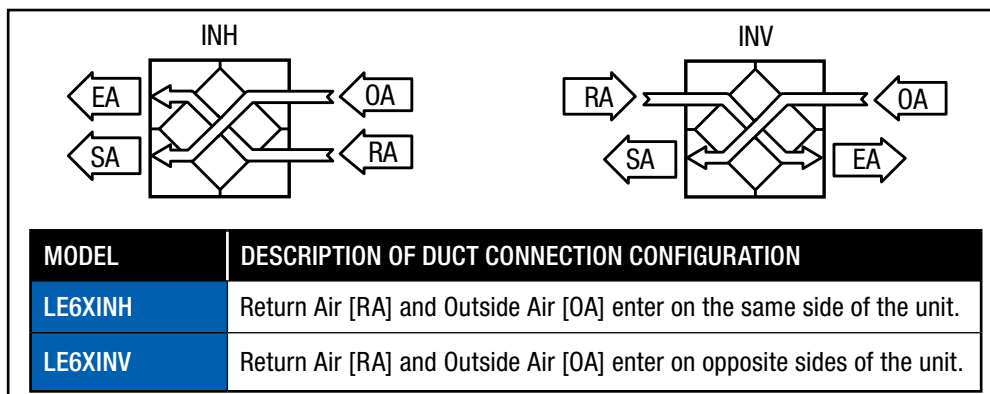 INH
INV
EA
OA
RA
OA
SA
RA
SA
EA
MODEL DESCRIPTION OF DUCT CONNECTION CONFIGURATION
LE6XINH Return Air [RA] and Outside Air [OA] enter on the same side of the unit.
LE6XINV Return Air [RA] and Outside Air [OA] enter on opposite sides of the unit.